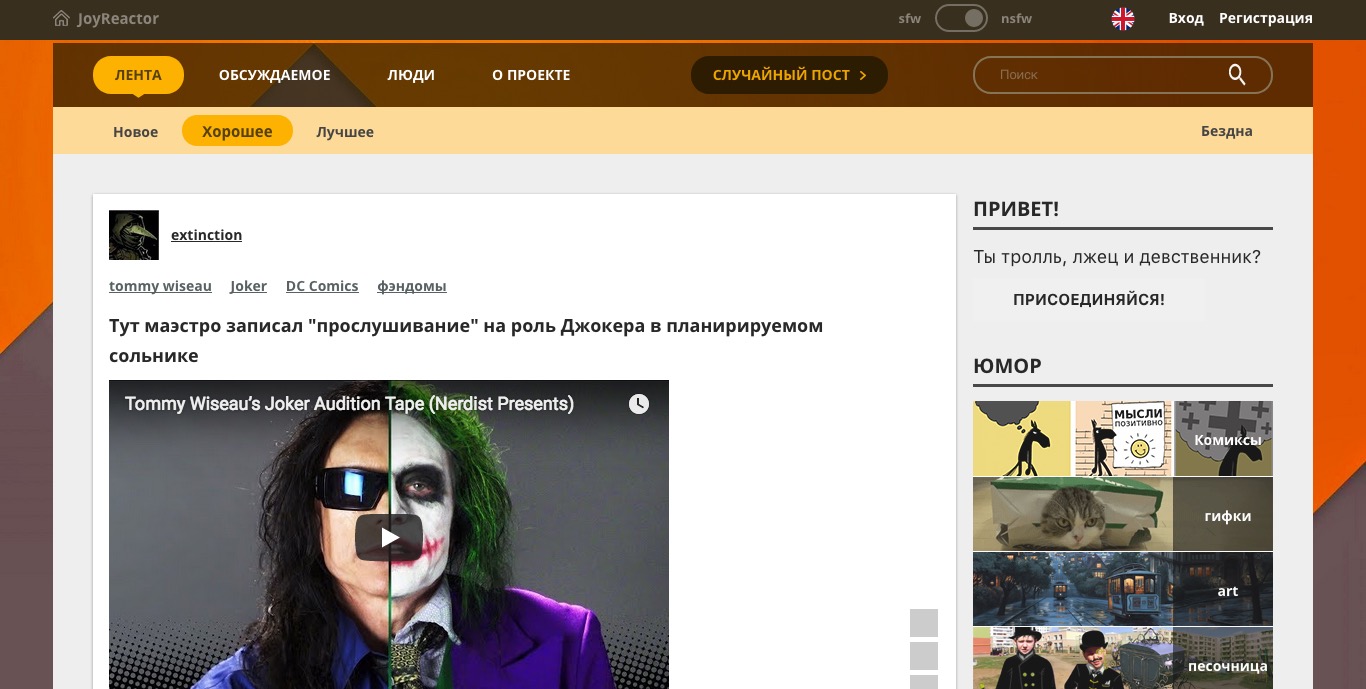 JoyReactor
sfw
nsfw
Вход
Регистрация
ЛЕНТА
ОБСУЖДАЕМОЕ
ЛЮДИ
О ПРОЕКТЕ
СЛУЧАЙНЫЙ ПОСТ
Поиск
Новое
Хорошее
Лучшее
Бездна
extinction
tommy wiseau
Joker
DC Comics
фэндомы
Тут маэстро записал "прослушивание" на роль Джокера в планирируемом
сольнике
Tommy Wiseau’s Joker Audition Tape (Nerdist Presents)
ПРИВЕТ!
Ты тролль, лжец и девственник?
ПРИСОЕДИНЯЙСЯ!
ЮМОР
МЫСЛИ
ПОЗИТИВНО
Комиксы
гифки
art
песочница